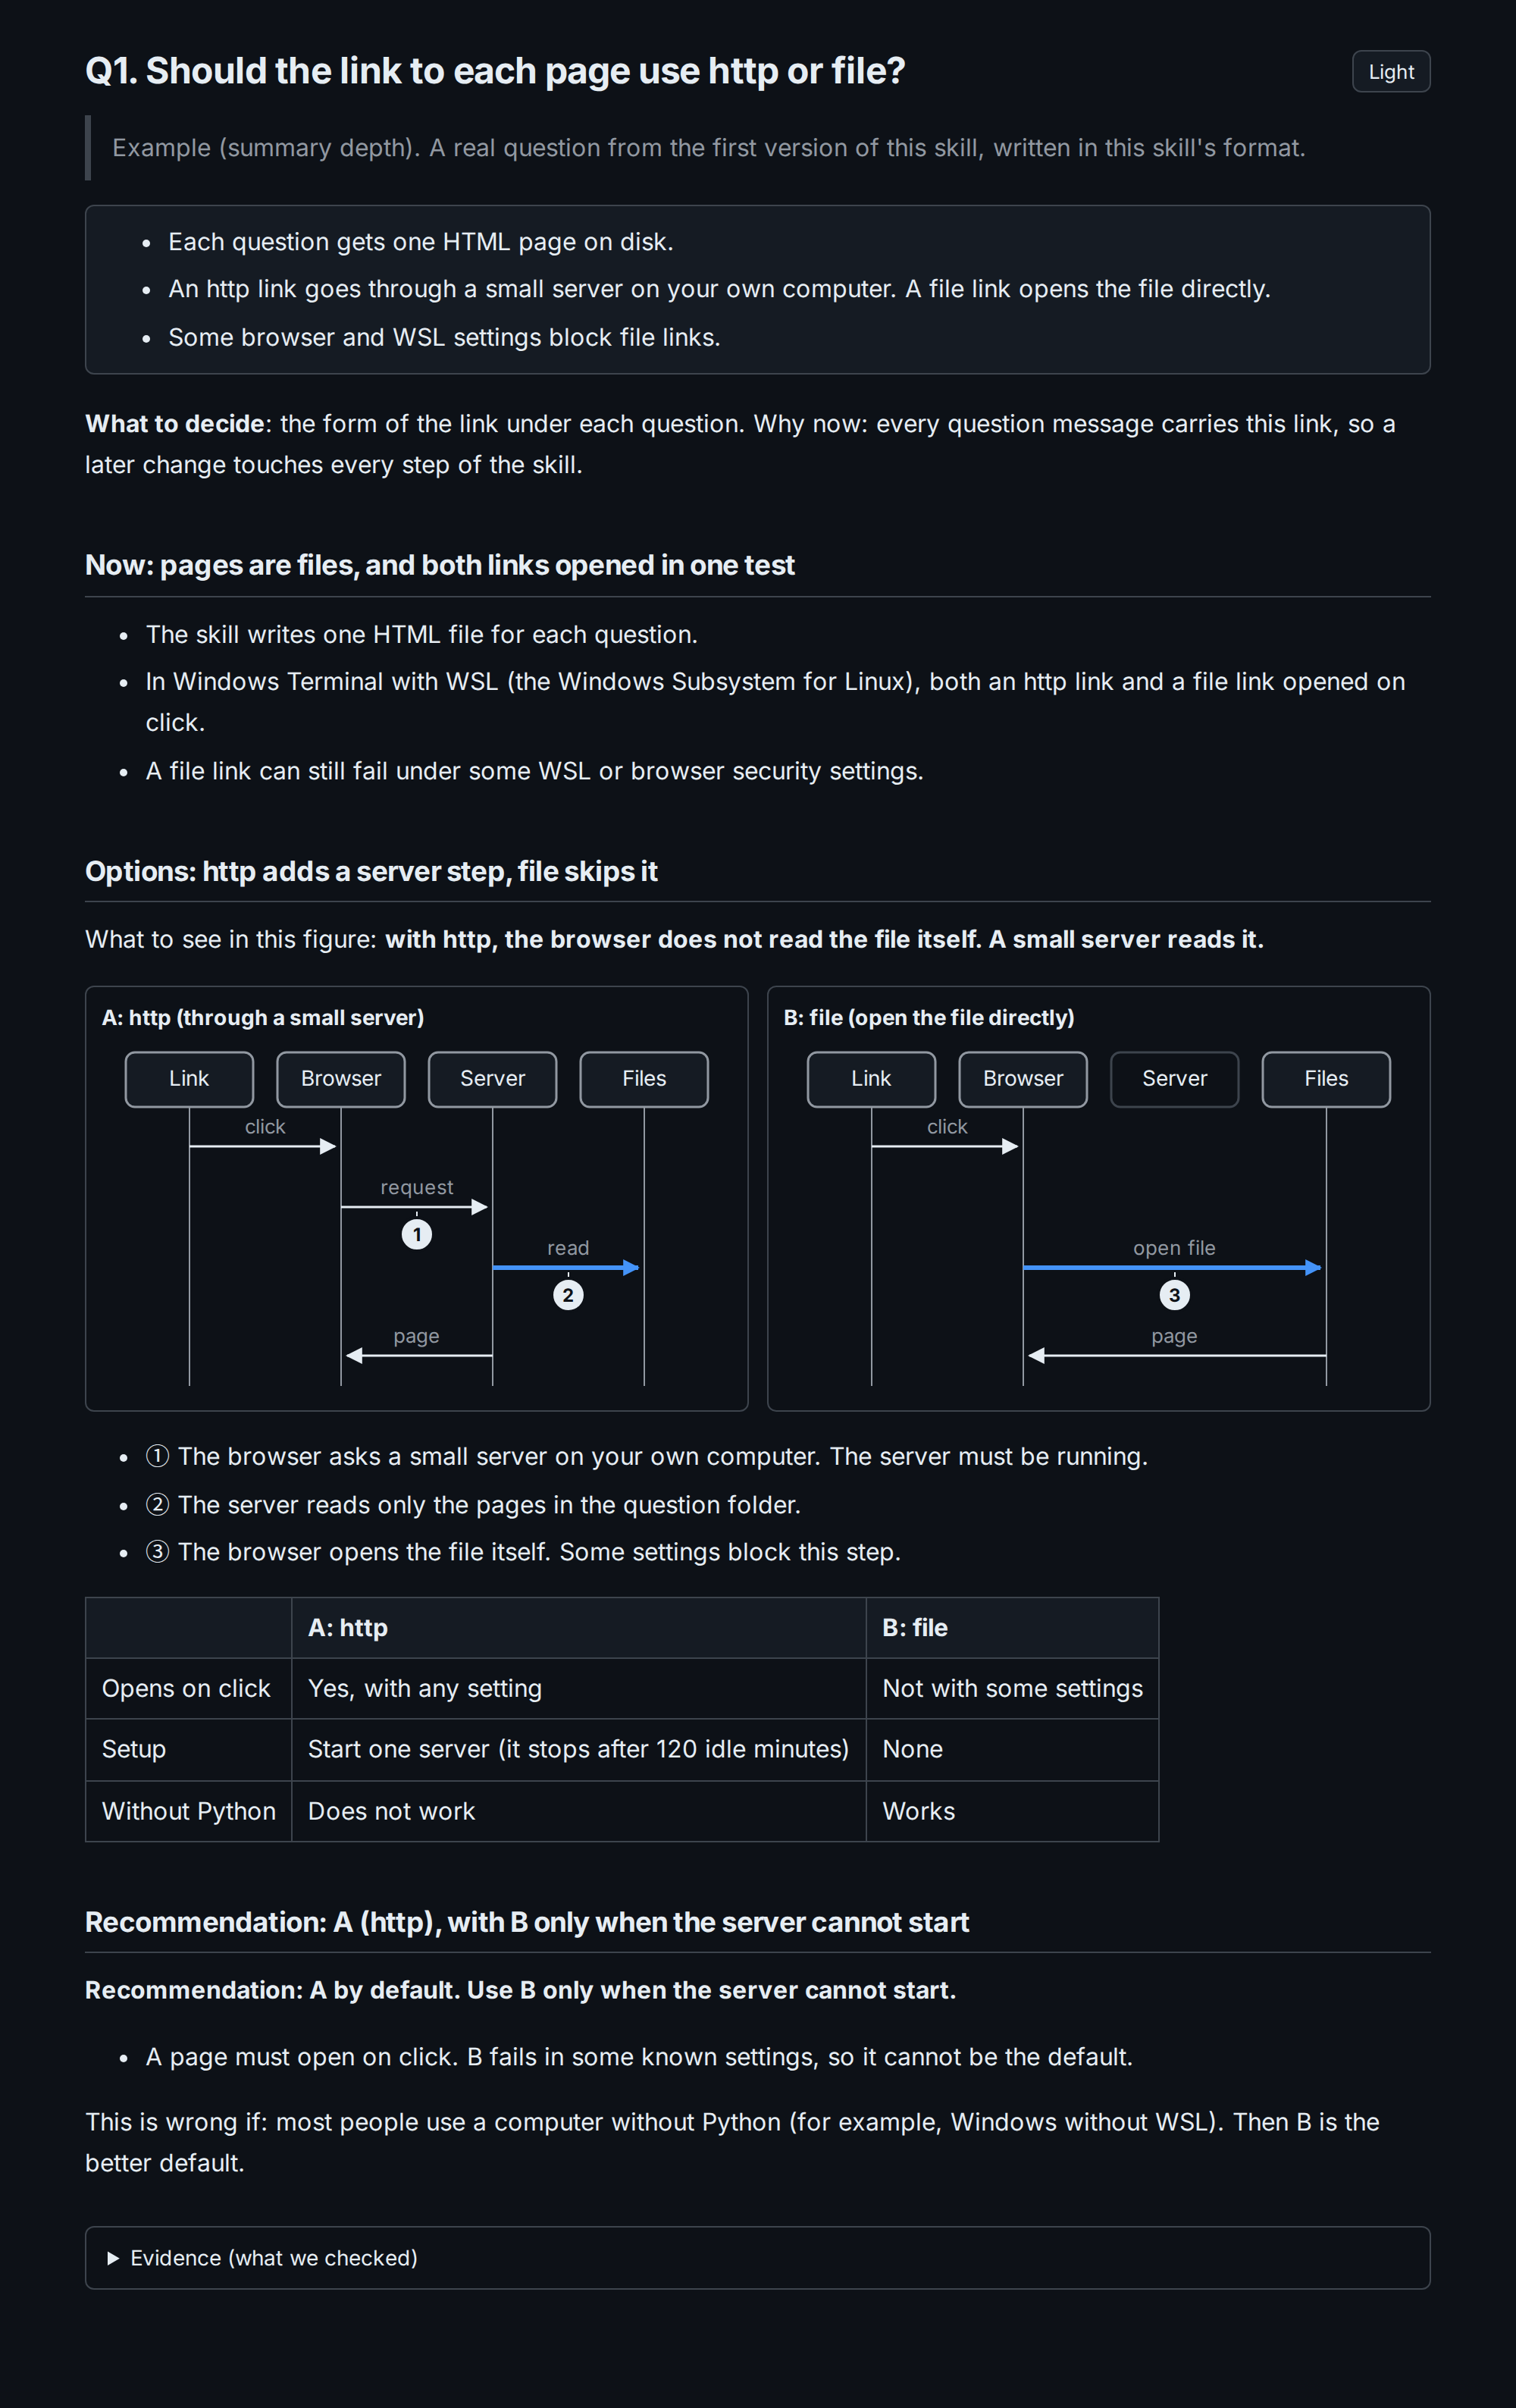 Q1. Should the link to each page use http or file?
Light
Example (summary depth). A real question from the first version of this skill, written in this skill's format.
• Each question gets one HTML page on disk.
• An http link goes through a small server on your own computer. A file link opens the file directly.
• Some browser and WSL settings block file links.
What to decide: the form of the link under each question. Why now: every question message carries this link, so a
later change touches every step of the skill.
Now: pages are files, and both links opened in one test
• The skill writes one HTML file for each question.
• In Windows Terminal with WSL (the Windows Subsystem for Linux), both an http link and a file link opened on
click.
• A file link can still fail under some WSL or browser security settings.
Options: http adds a server step, file skips it
What to see in this figure: with http, the browser does not read the file itself. A small server reads it.
A: http (through a small server)
Link Browser Server Files
click
request
1
read
2
page
B: file (open the file directly)
Link Browser Server Files
click
open file
3
page
• ① The browser asks a small server on your own computer. The server must be running.
• ② The server reads only the pages in the question folder.
• ③ The browser opens the file itself. Some settings block this step.
A: http B: file
Opens on click Yes, with any setting Not with some settings
Setup Start one server (it stops after 120 idle minutes) None
Without Python Does not work Works
Recommendation: A (http), with B only when the server cannot start
Recommendation: A by default. Use B only when the server cannot start.
• A page must open on click. B fails in some known settings, so it cannot be the default.
This is wrong if: most people use a computer without Python (for example, Windows without WSL). Then B is the
better default.
▶ Evidence (what we checked)